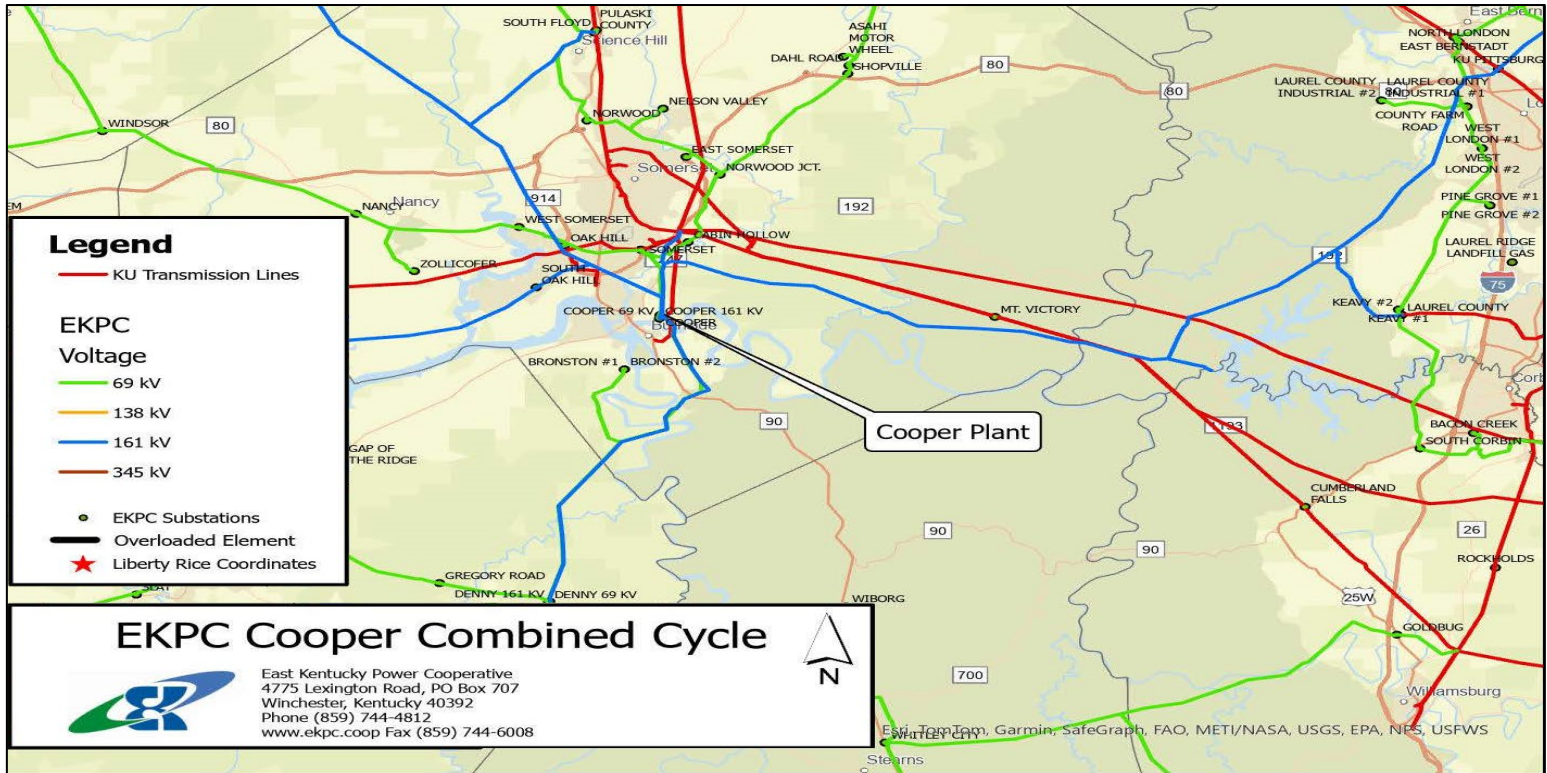 SOUTH FLOYD
PULASKI
COUNTY
Science Hill
ASAHI
MOTOR
WHEEL
DAHL ROAD
SHOPVILLE
80
80
East Bern
NORTH LONDON
EAST BERNSTADT
KU PITTSBURG
LAUREL COUNTY
INDUSTRIAL #2
LAUREL COUNTY
INDUSTRIAL #1
80
Lo
COUNTY FARM
ROAD
WEST
LONDON #1
WEST
LONDON #2
PINE GROVE #1
PINE GROVE #2
LAUREL RIDGE
LANDFILL GAS
75
WINDSOR
80
NELSON VALLEY
NORWOOD
EAST SOMERSET
Somerset
NORWOOD JCT.
914
192
192
EM
NANCY
Nancy
WEST SOMERSET
OAK HILL
SOMERSET
CABIN HOLLOW
ZOLLICOFER
SOUTH
OAK HILL
COOPER 69 KV
COOPER 161 KV
COOPER
MT. VICTORY
KEAVY #2
LAUREL COUNTY
KEAVY #1
BRONSTON #1
BRONSTON #2
Corb
90
1193
BACON CREEK
SOUTH CORBIN
Cooper Plant
GAP OF
THE RIDGE
CUMBERLAND
FALLS
90
90
26
ROCKHOLDS
25W
GOLDBUG
WIBORG
700
Williamsburg
WHITLEY CITY
Stearns
GREGORY ROAD
DENNY 161 KV
DENNY 69 KV
SLAT
Legend
KU Transmission Lines
EKPC
Voltage
69 kV
138 kV
161 kV
345 kV
EKPC Substations
Overloaded Element
Liberty Rice Coordinates
EKPC Cooper Combined Cycle
East Kentucky Power Cooperative
4775 Lexington Road, PO Box 707
Winchester, Kentucky 40392
Phone (859) 744-4812
www.ekpc.coop Fax (859) 744-6008
N
Esri, TomTom, Garmin, SafeGraph, FAO, METI/NASA, USGS, EPA, NPS, USFWS